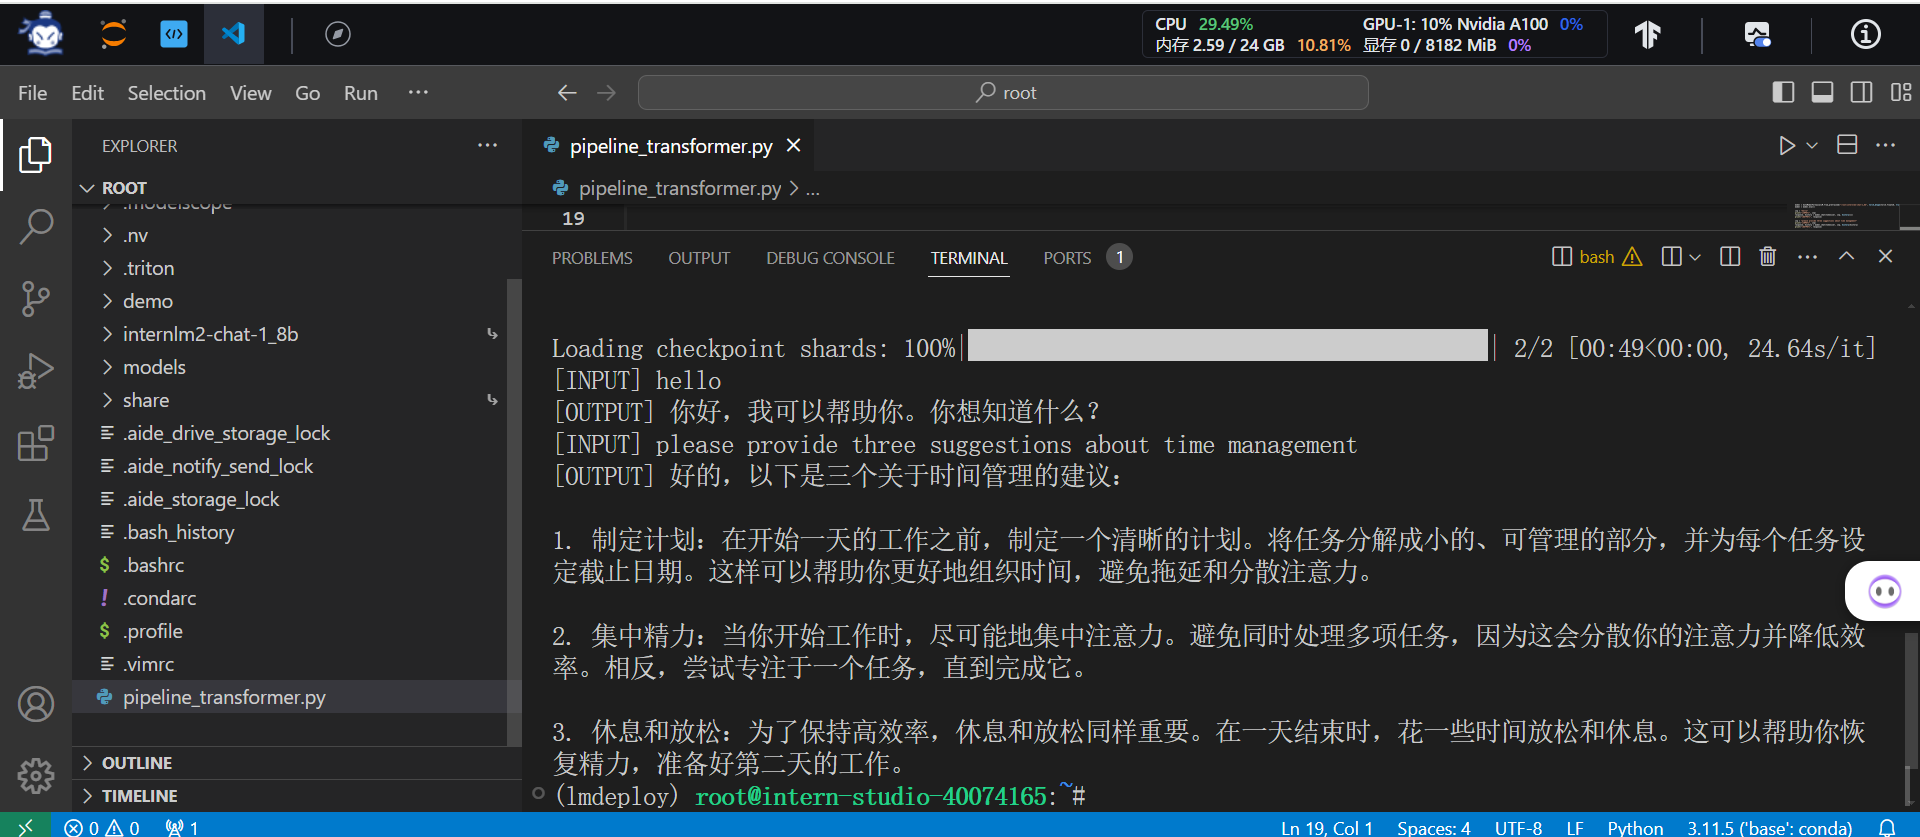 CPU 29.49% GPU-1: 10% Nvidia A100 0%
内存 2.59 / 24 GB 10.81% 显存 0 / 8182 MiB 0%
File Edit Selection View Go Run ···
root
EXPLORER ···
ROOT
.modelscope
.nv
.triton
demo
internlm2-chat-1_8b
models
share
.aide_drive_storage_lock
.aide_notify_send_lock
.aide_storage_lock
.bash_history
.bashrc
.condarc
.profile
.vimrc
pipeline_transformer.py
OUTLINE
TIMELINE
pipeline_transformer.py
pipeline_transformer.py > ...
19
PROBLEMS OUTPUT DEBUG CONSOLE TERMINAL PORTS 1
bash
Loading checkpoint shards: 100%| | 2/2 [00:49<00:00, 24.64s/it]
[INPUT] hello
[OUTPUT] 你好，我可以帮助你。你想知道什么？
[INPUT] please provide three suggestions about time management
[OUTPUT] 好的，以下是三个关于时间管理的建议：
1. 制定计划：在开始一天的工作之前，制定一个清晰的计划。将任务分解成小的、可管理的部分，并为每个任务设
定截止日期。这样可以帮助你更好地组织时间，避免拖延和分散注意力。
2. 集中精力：当你开始工作时，尽可能地集中注意力。避免同时处理多项任务，因为这会分散你的注意力并降低效
率。相反，尝试专注于一个任务，直到完成它。
3. 休息和放松：为了保持高效率，休息和放松同样重要。在一天结束时，花一些时间放松和休息。这可以帮助你恢
复精力，准备好第二天的工作。
(lmdeploy) root@intern-studio-40074165:~#
0 0 1
Ln 19, Col 1 Spaces: 4 UTF-8 LF Python 3.11.5 ('base': conda)